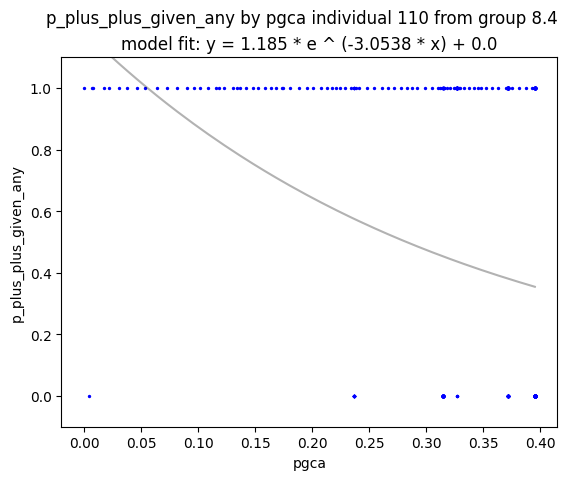 p_plus_plus_given_any by pgca individual 110 from group 8.4
model fit: y = 1.185 * e ^ (-3.0538 * x) + 0.0
1.0
0.8
0.6
0.4
0.2
0.0
p_plus_plus_given_any
0.00 0.05 0.10 0.15 0.20 0.25 0.30 0.35 0.40
pgca